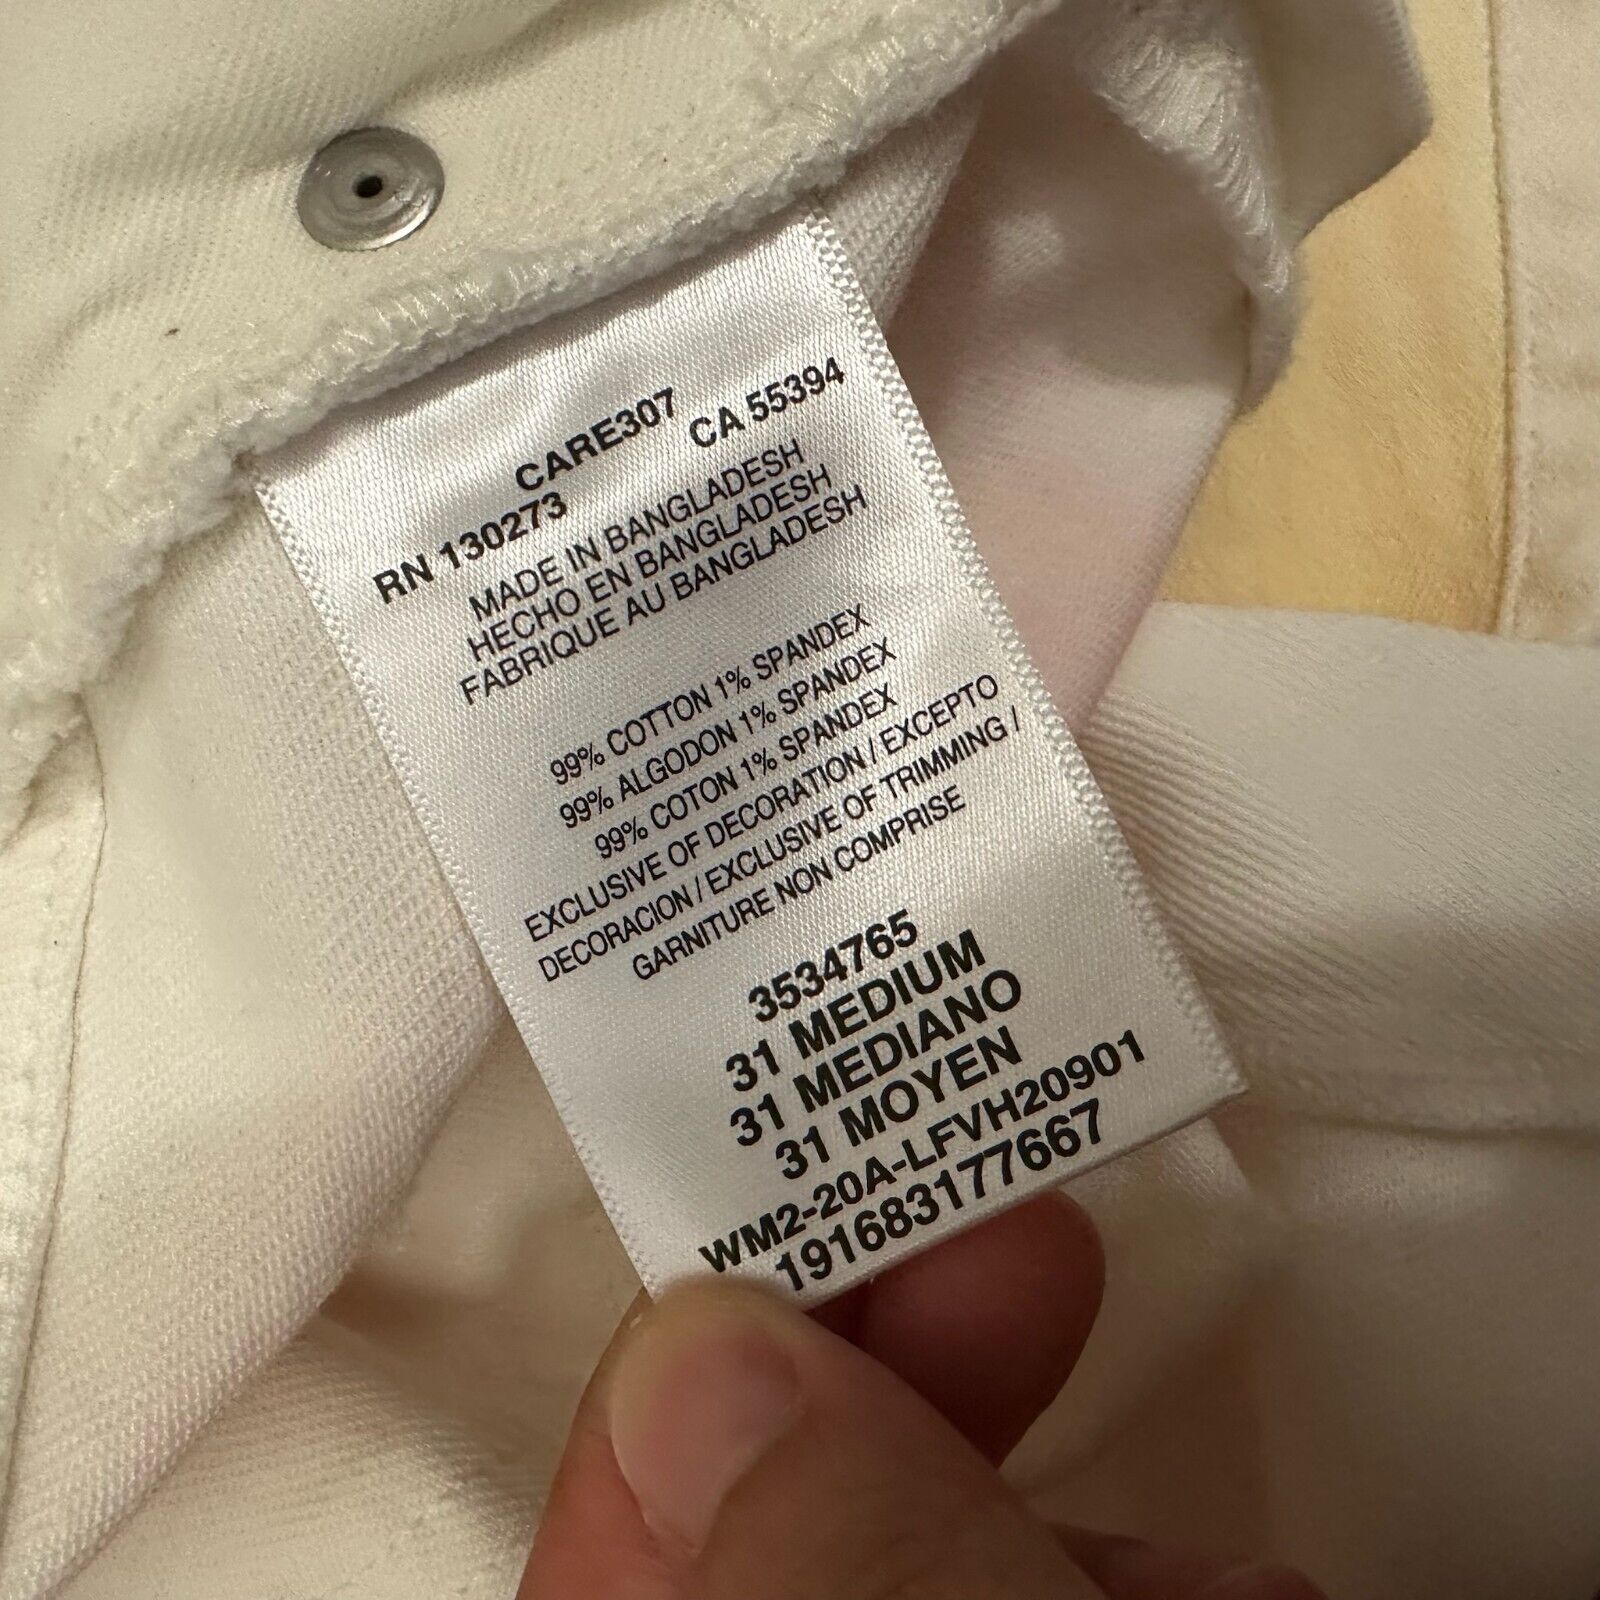 CARE307
RN 130273 CA 55394
MADE IN BANGLADESH
HECHO EN BANGLADESH
FABRIQUE AU BANGLADESH
99% COTTON 1% SPANDEX
99% ALGODON 1% SPANDEX
99% COTON 1% SPANDEX
EXCLUSIVE OF DECORATION / EXCEPTO
DECORACION / EXCLUSIVE OF TRIMMING /
GARNITURE NON COMPRISE
3534765
31 MEDIUM
31 MEDIANO
31 MOYEN
WM2-20A-LFVH20901
191683177667